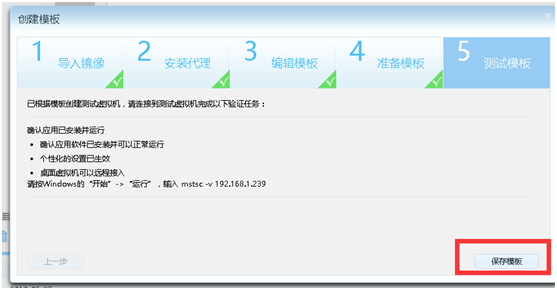 创建模板
1 导入镜像 2 安装代理 3 编辑模板 4 准备模板 5 测试模板
已根据模板创建测试虚拟机，请连接到测试虚拟机完成以下验证任务：
确认应用已安装并运行
• 确认应用软件已安装并可以正常运行
• 个性化的设置已生效
• 桌面虚拟机可以远程接入
请按Windows的“开始”->“运行”，输入 mstsc -v 192.168.1.239
上一步 保存模板